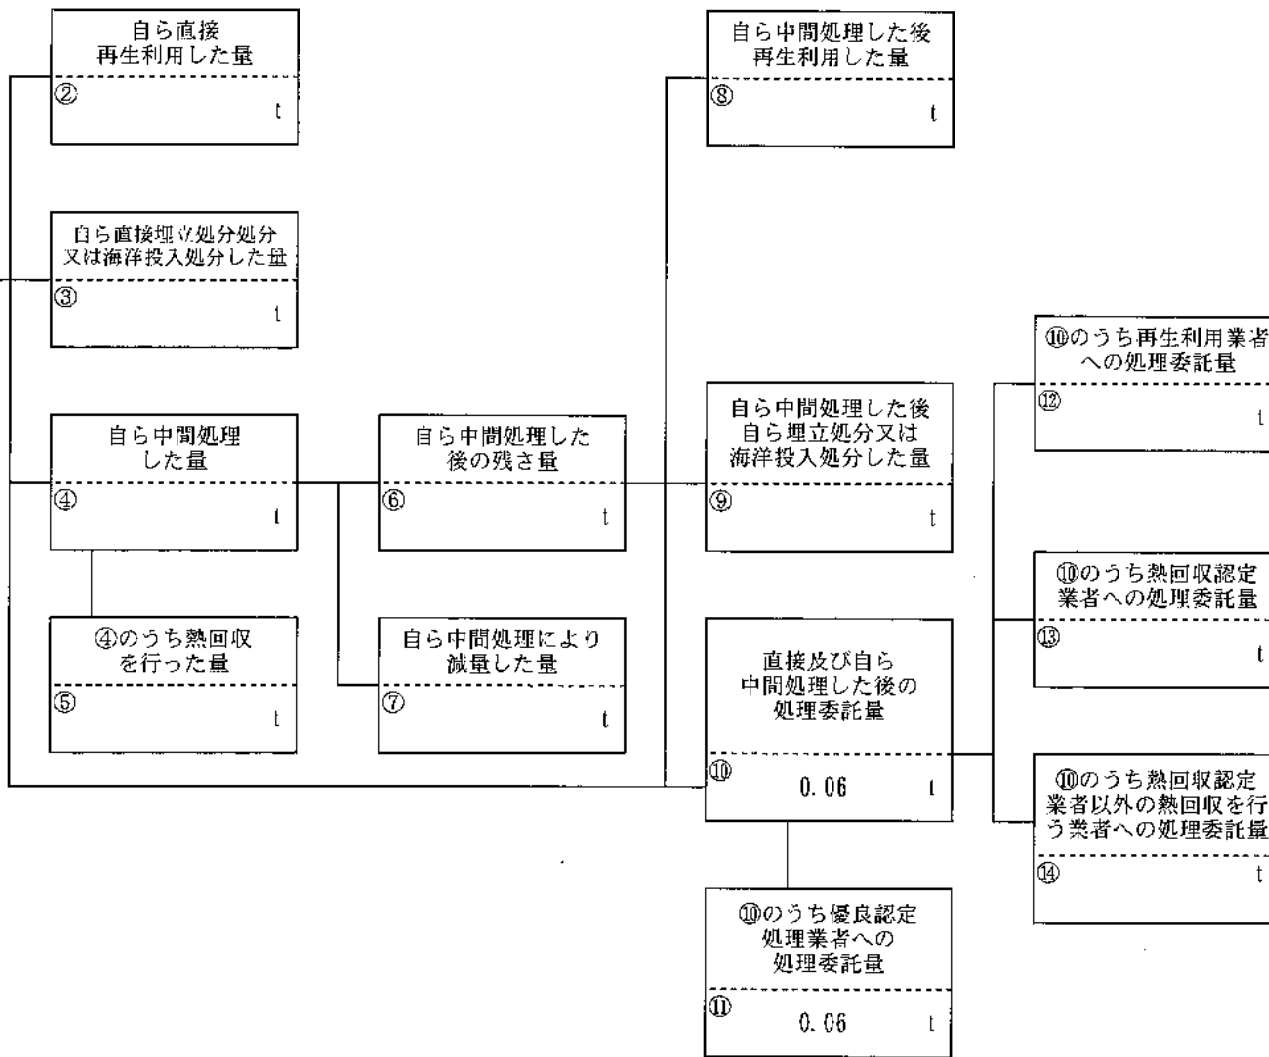 自ら直接
再生利用した量
②
t
自ら直接埋立処分処分
又は海洋投入処分した量
③
t
自ら中間処理
した量
④
t
④のうち熱回収
を行った量
⑤
t
自ら中間処理した
後の残さ量
⑥
t
自ら中間処理により
減量した量
⑦
t
自ら中間処理した後
再生利用した量
⑧
t
自ら中間処理した後
自ら埋立処分又は
海洋投入処分した量
⑨
t
直接及び自ら
中間処理した後の
処理委託量
⑩
0.06 t
⑩のうち優良認定
処理業者への
処理委託量
⑪
0.06 t
⑩のうち再生利用業者
への処理委託量
⑫
t
⑩のうち熱回収認定
業者への処理委託量
⑬
t
⑩のうち熱回収認定
業者以外の熱回収を行
う業者への処理委託量
⑭
t